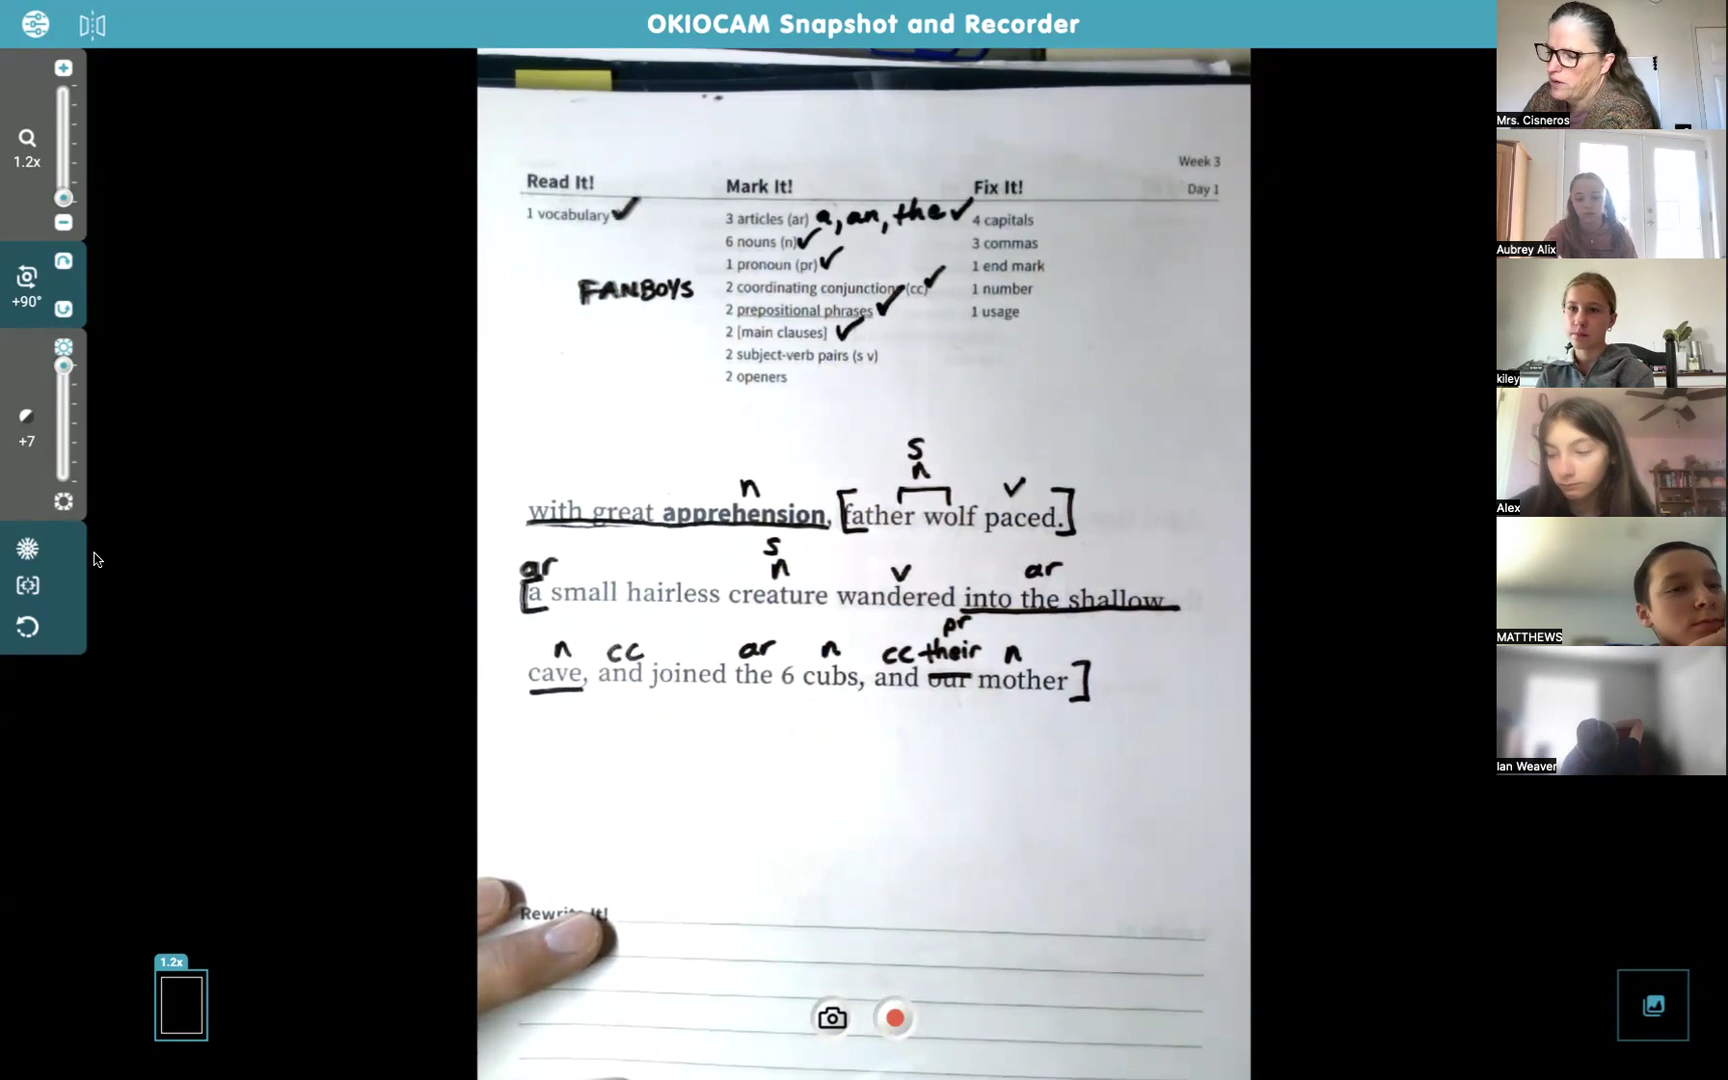 OKIOCAM Snapshot and Recorder
1.2x
+90°
+7
1.2x
Week 3
Day 1
Read It!
1 vocabulary ✓
FANBOYS
Mark It!
3 articles (ar) a, an, the ✓
6 nouns (n) ✓
1 pronoun (pr) ✓
2 coordinating conjunctions (cc) ✓
2 prepositional phrases ✓
2 [main clauses] ✓
2 subject-verb pairs (s v)
2 openers
Fix It!
4 capitals
3 commas
1 end mark
1 number
1 usage
s
n n v
with great apprehension, [father wolf paced.]
s
ar n v ar
[a small hairless creature wandered into the shallow
pr
n cc ar n cc their n
cave, and joined the 6 cubs, and our mother]
Rewrite It!
Mrs. Cisneros
Aubrey Alix
kiley
Alex
MATTHEWS
Ian Weaver